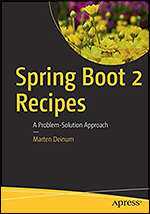 Spring Boot 2
Recipes
A Problem-Solution Approach
—
Marten Deinum
Apress®